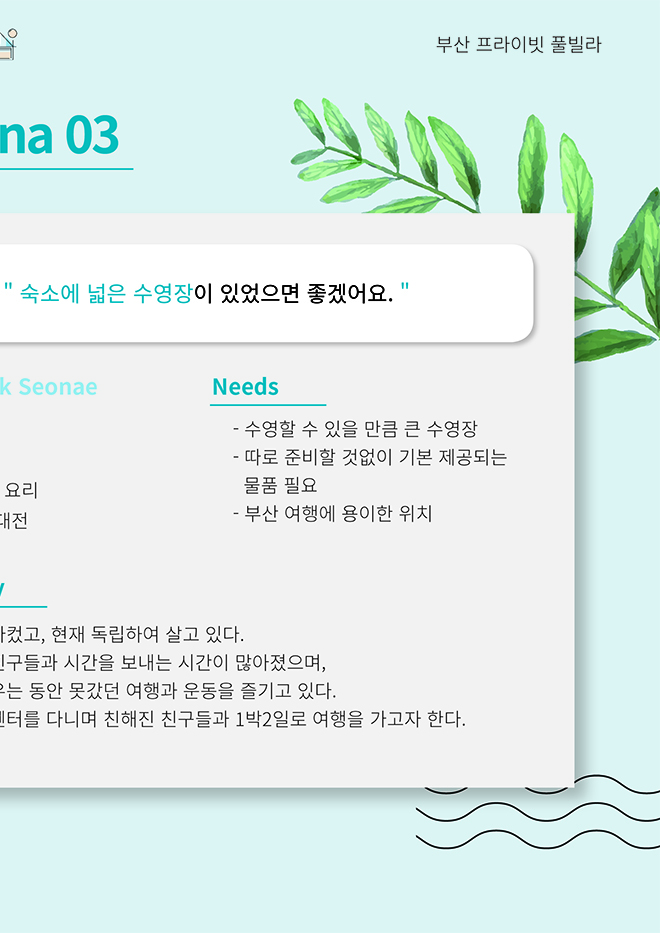 부산 프라이빗 풀빌라
na 03
" 숙소에 넓은 수영장이 있었으면 좋겠어요. "
k Seonae
Needs
- 수영할 수 있을 만큼 큰 수영장
- 따로 준비할 것없이 기본 제공되는
물품 필요
- 부산 여행에 용이한 위치
요리
대전
y
컸고, 현재 독립하여 살고 있다.
친구들과 시간을 보내는 시간이 많아졌으며,
우는 동안 못갔던 여행과 운동을 즐기고 있다.
센터를 다니며 친해진 친구들과 1박2일로 여행을 가고자 한다.